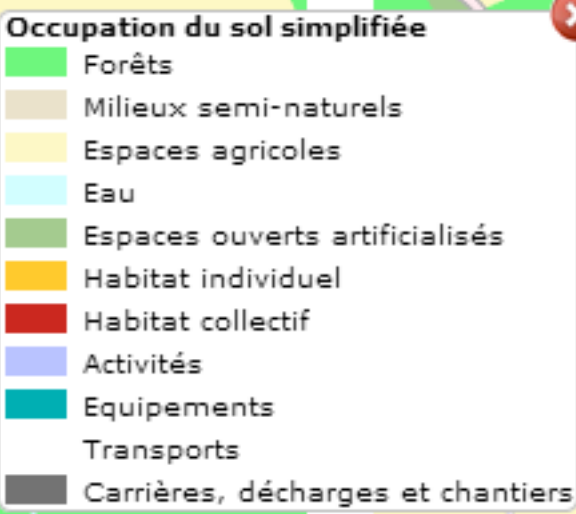 Occupation du sol simplifiée
Forêts
Milieux semi-naturels
Espaces agricoles
Eau
Espaces ouverts artificialisés
Habitat individuel
Habitat collectif
Activités
Equipements
Transports
Carrières, décharges et chantiers